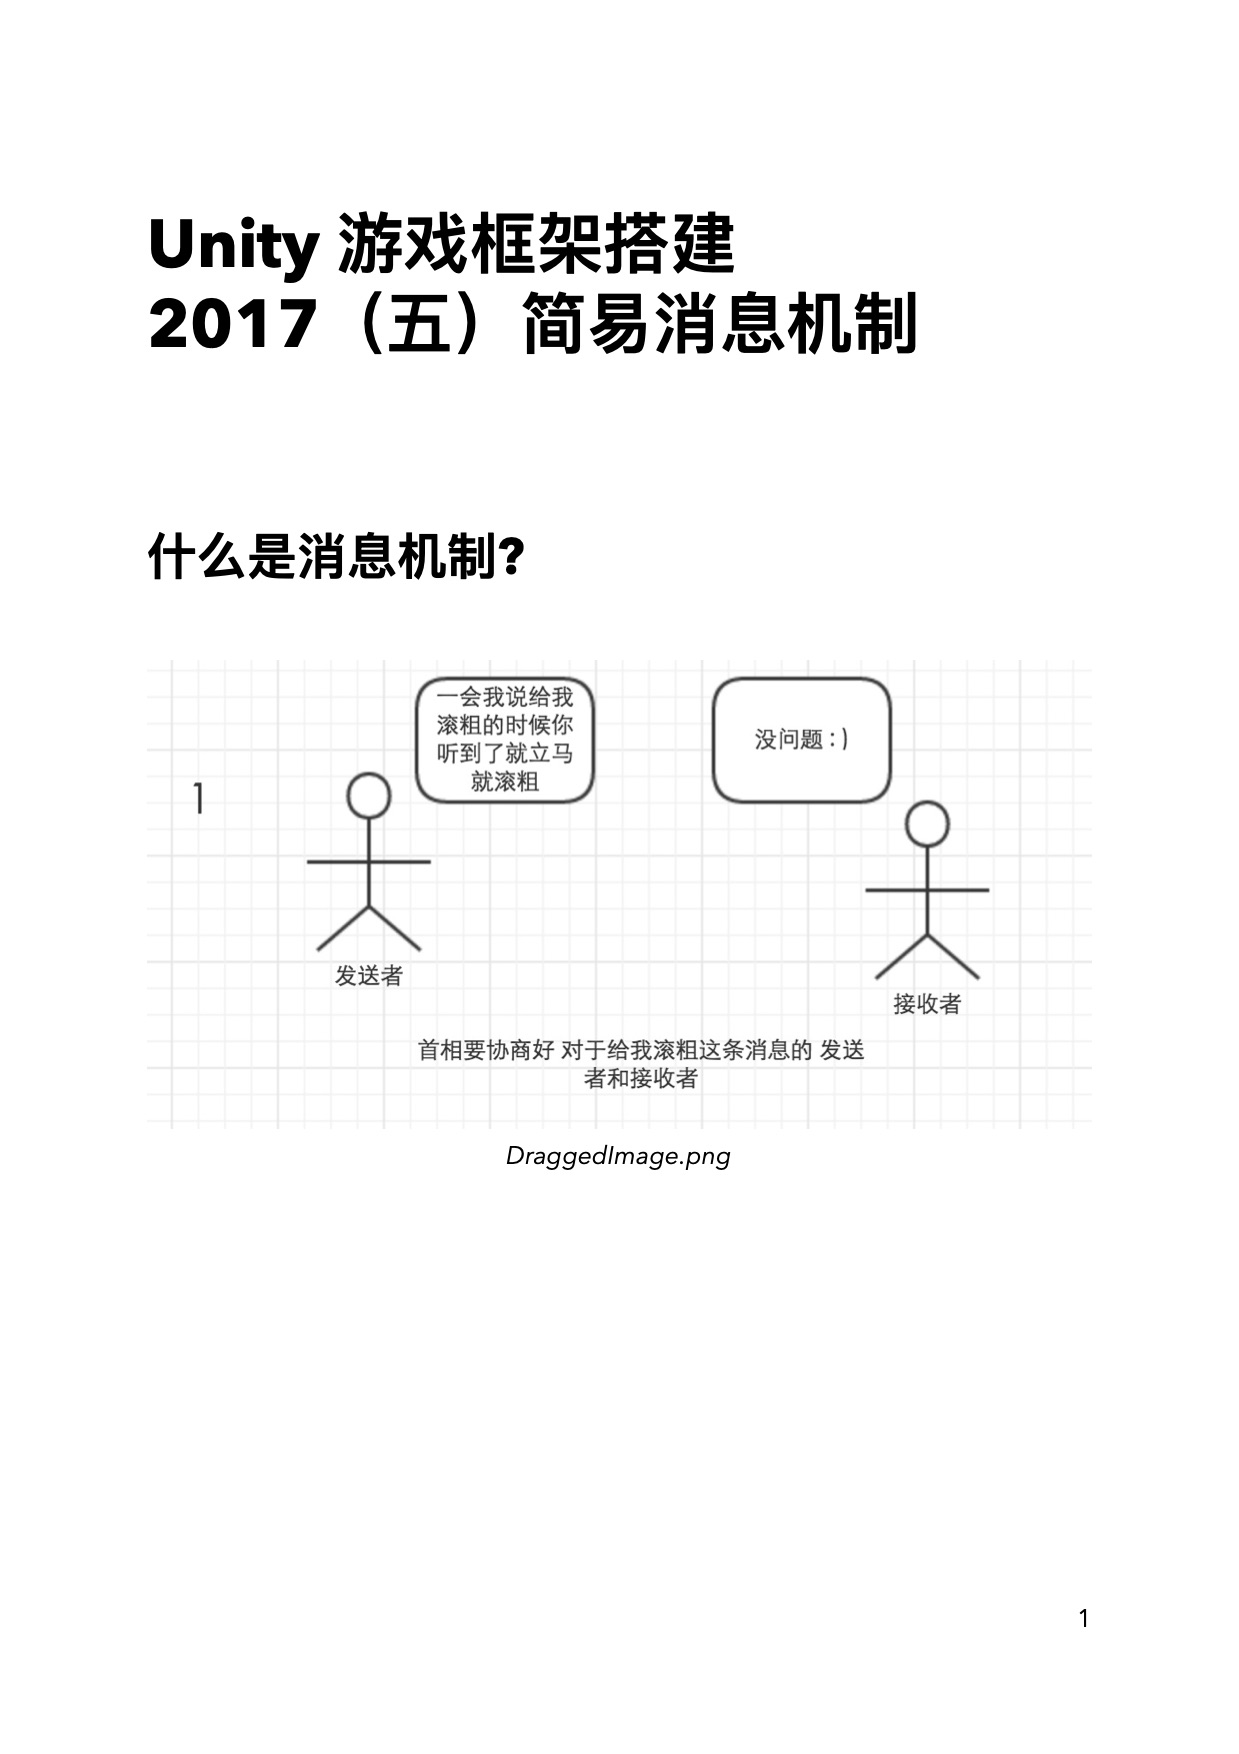 Unity 游戏框架搭建
2017（五）简易消息机制
什么是消息机制?
一会我说给我
滚粗的时候你
听到了就立马
就滚粗
没问题 : )
1
发送者
接收者
首相要协商好 对于给我滚粗这条消息的 发送
者和接收者
DraggedImage.png
1